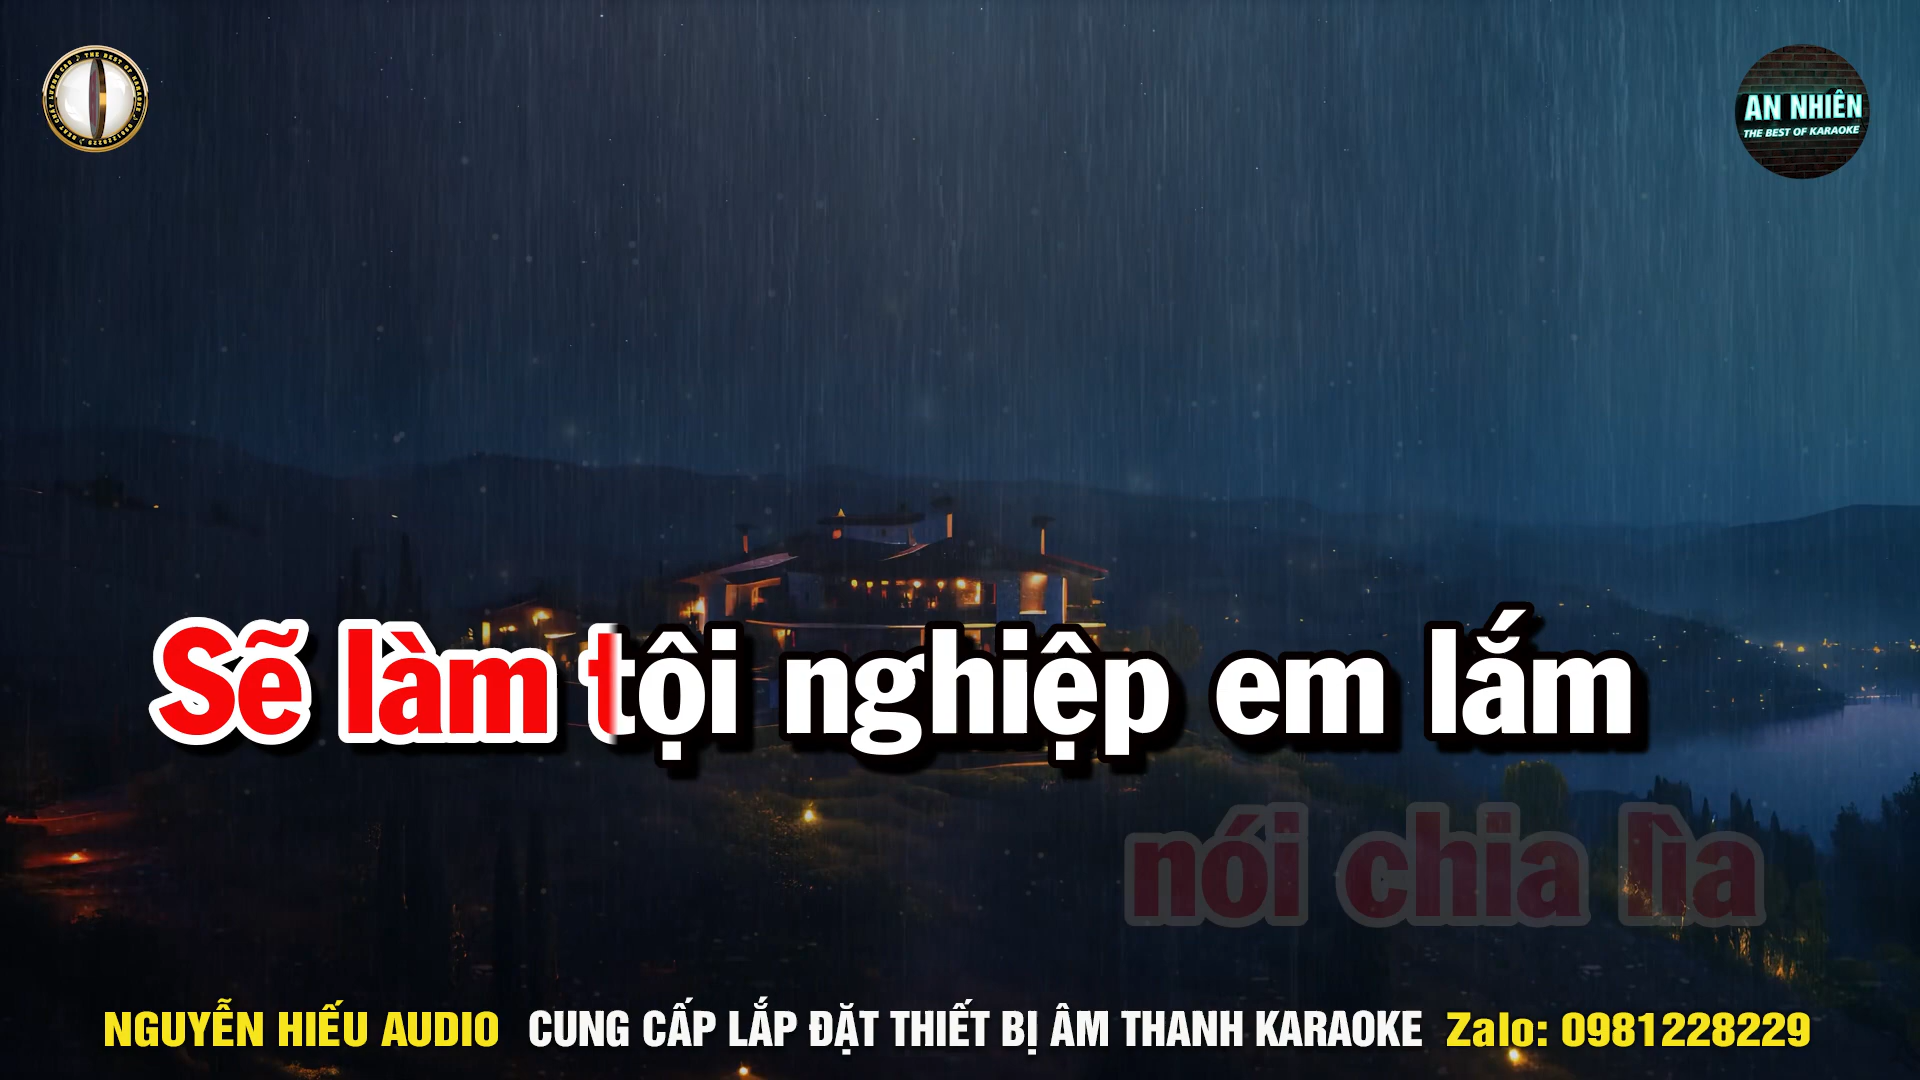 AN NHIÊN
THE BEST OF KARAOKE
Sẽ làm tội nghiệp em lắm
nói chia lìa
NGUYỄN HIẾU AUDIO CUNG CẤP LẮP ĐẶT THIẾT BỊ ÂM THANH KARAOKE Zalo: 0981228229